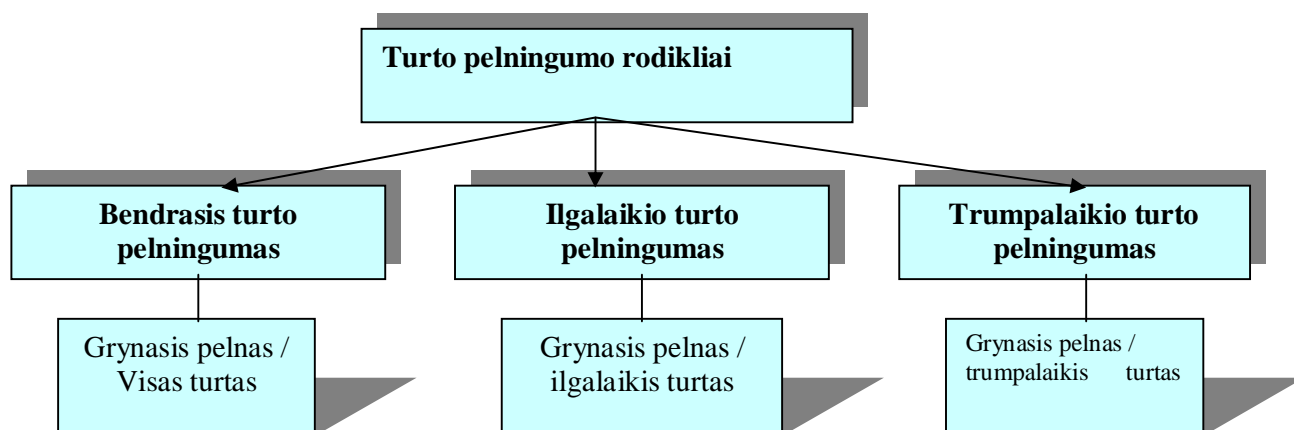 Turto pelningumo rodikliai
Bendrasis turto
pelningumas
Ilgalaikio turto
pelningumas
Trumpalaikio turto
pelningumas
Grynasis pelnas /
Visas turtas
Grynasis pelnas /
ilgalaikis turtas
Grynasis pelnas /
trumpalaikis turtas